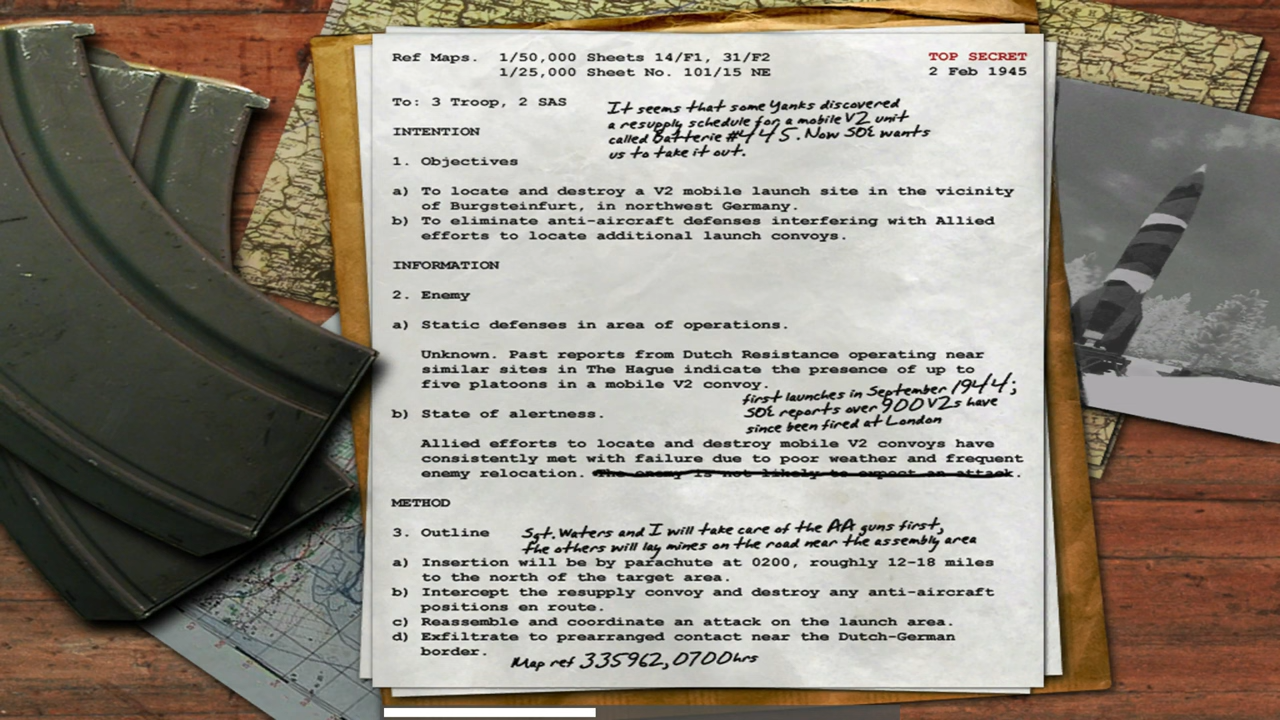 Ref Maps. 1/50,000 Sheets 14/F1, 31/F2
TOP SECRET
1/25,000 Sheet No. 101/15 NE
2 Feb 1945
To: 3 Troop, 2 SAS
It seems that some Yanks discovered
a resupply schedule for a mobile V2 unit
called Batterie #445. Now SOE wants
us to take it out.
INTENTION
1. Objectives
a) To locate and destroy a V2 mobile launch site in the vicinity
of Burgsteinfurt, in northwest Germany.
b) To eliminate anti-aircraft defenses interfering with Allied
efforts to locate additional launch convoys.
INFORMATION
2. Enemy
a) Static defenses in area of operations.
Unknown. Past reports from Dutch Resistance operating near
similar sites in The Hague indicate the presence of up to
five platoons in a mobile V2 convoy.
first launches in September 1944;
SOE reports over 900 V2s have
since been fired at London
b) State of alertness.
Allied efforts to locate and destroy mobile V2 convoys have
consistently met with failure due to poor weather and frequent
enemy relocation. The enemy is not likely to expect an attack.
METHOD
3. Outline
Sgt. Waters and I will take care of the AA guns first,
the others will lay mines on the road near the assembly area
a) Insertion will be by parachute at 0200, roughly 12-18 miles
to the north of the target area.
b) Intercept the resupply convoy and destroy any anti-aircraft
positions en route.
c) Reassemble and coordinate an attack on the launch area.
d) Exfiltrate to prearranged contact near the Dutch-German
border.
Map ref 335962, 0700hrs